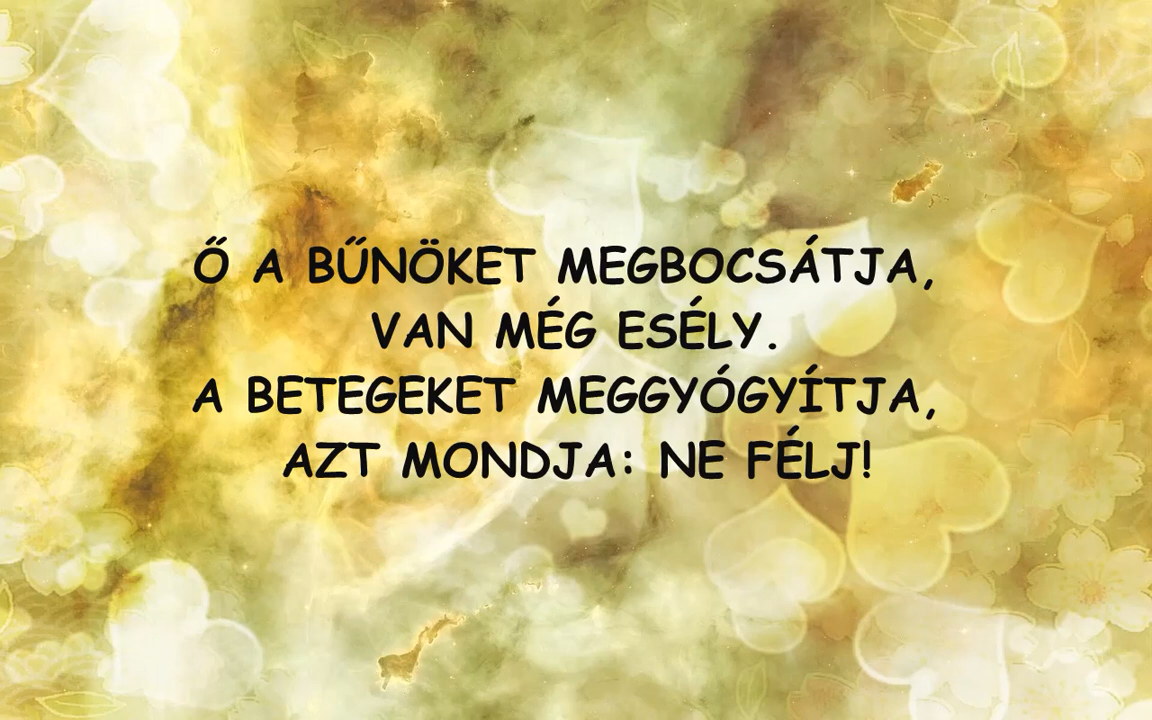 Ő A BŰNÖKET MEGBOCSÁTJA,
VAN MÉG ESÉLY.
A BETEGEKET MEGGYÓGYÍTJA,
AZT MONDJA: NE FÉLJ!